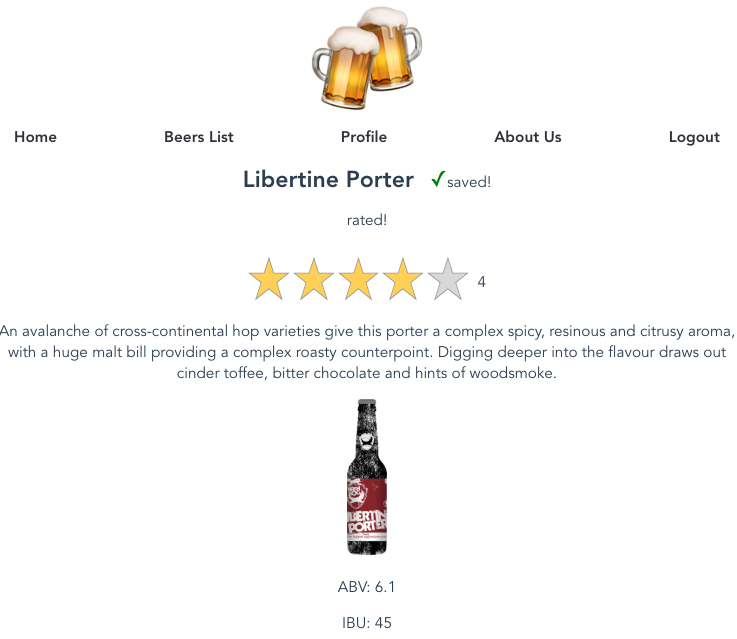 Home Beers List Profile About Us Logout
Libertine Porter ✓saved!
rated!
4
An avalanche of cross-continental hop varieties give this porter a complex spicy, resinous and citrusy aroma,
with a huge malt bill providing a complex roasty counterpoint. Digging deeper into the flavour draws out
cinder toffee, bitter chocolate and hints of woodsmoke.
PORTER
ABV: 6.1
IBU: 45